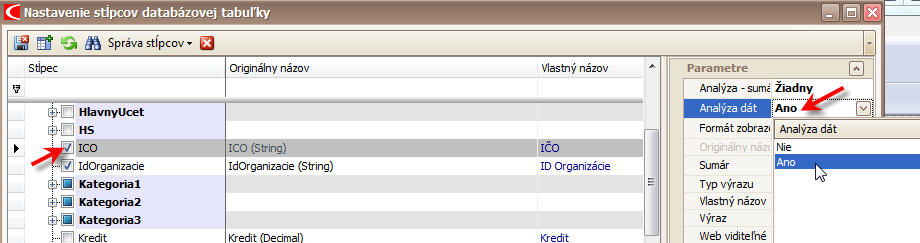 Nastavenie stĺpcov databázovej tabuľky
Správa stĺpcov
Stĺpec Originálny názov Vlastný názov
HlavnyUcet
HS
ICO ICO (String) IČO
IdOrganizacie IdOrganizacie (String) ID Organizácie
Kategoria1
Kategoria2
Kategoria3
Kredit Kredit (Decimal) Kredit
Parametre
Analýza - sumá Žiadny
Analýza dát Ano
Formát zobraze
Originálny názo
Sumár
Typ výrazu
Vlastný názov
Výraz
Web viditeľné
Analýza dát
Nie
Ano